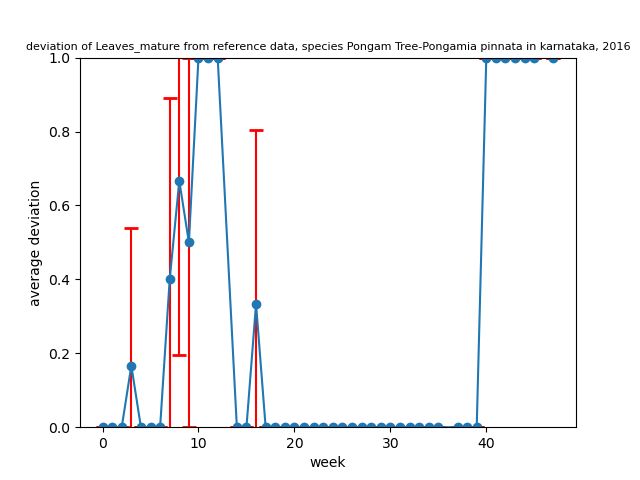 deviation of Leaves_mature from reference data, species Pongam Tree-Pongamia pinnata in karnataka, 2016
1.0
0.8
0.6
0.4
0.2
0.0
average deviation
0 10 20 30 40
week